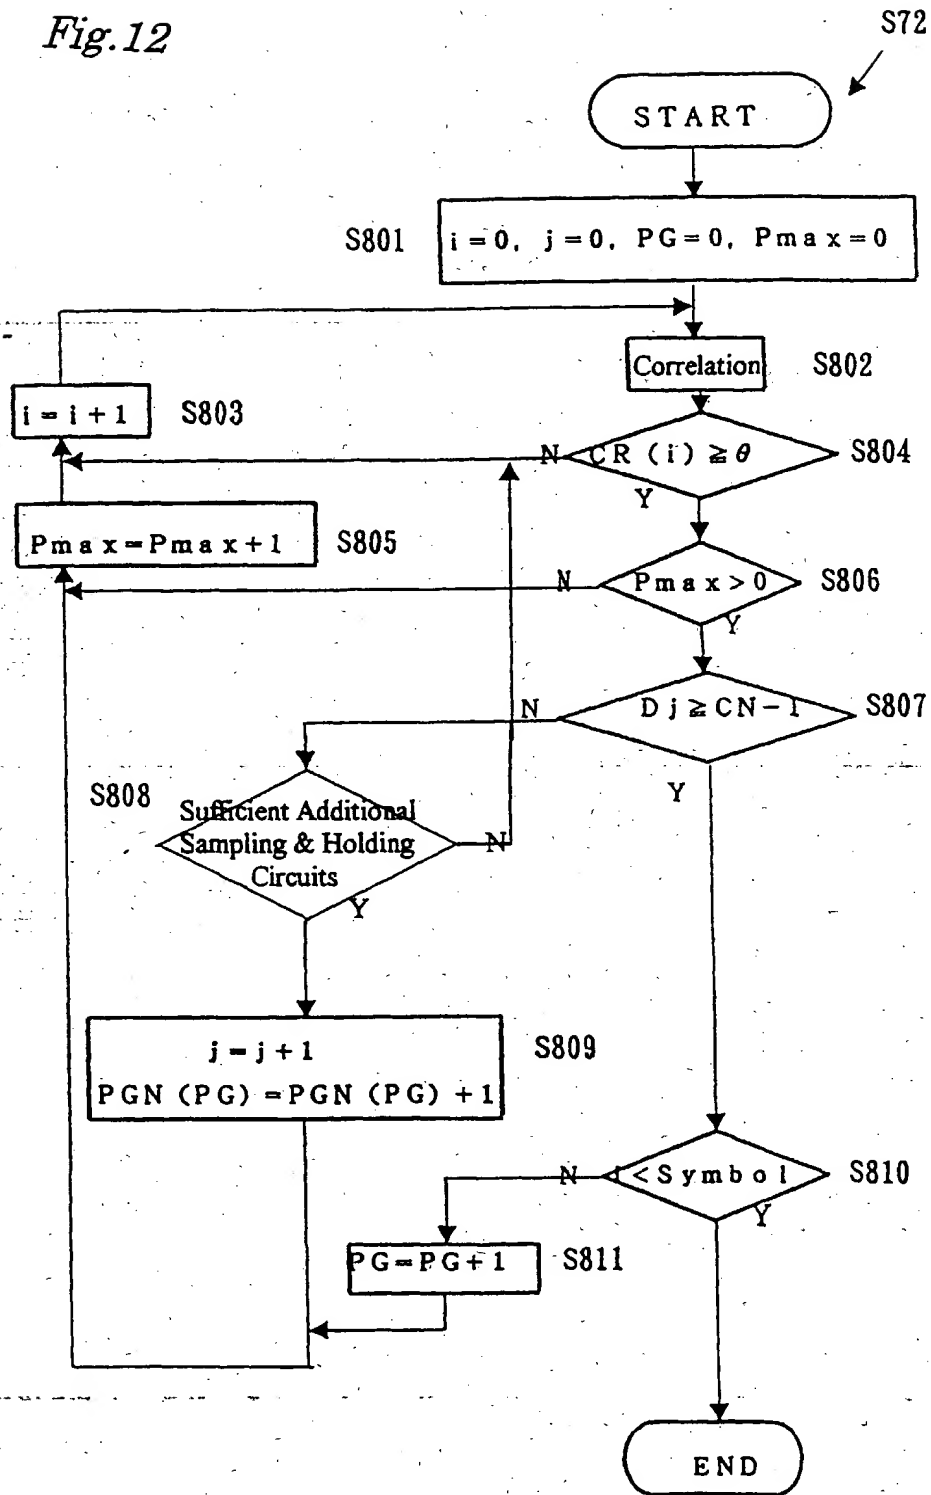 Fig.12
S72
START
S801
i=0, j=0, PG=0, Pmax=0
Correlation
S802
i=i+1
S803
N
CR (i) ≧θ
S804
Y
Pmax=Pmax+1
S805
N
Pmax>0
S806
Y
N
Dj≧CN-1
S807
Y
S808
Sufficient Additional
Sampling & Holding
Circuits
N
Y
j=j+1
PGN (PG) =PGN (PG) +1
S809
N
<Symbol
S810
Y
PG=PG+1
S811
END